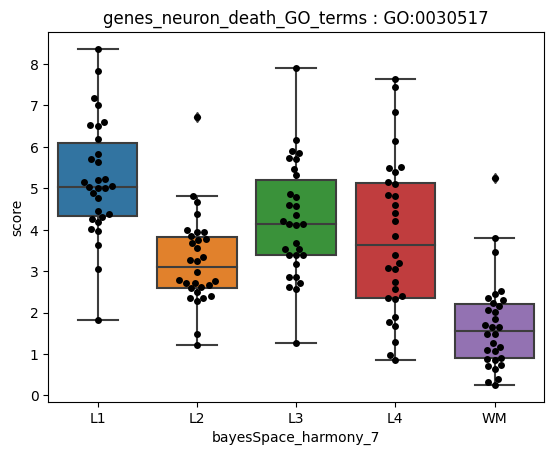 genes_neuron_death_GO_terms : GO:0030517
8
7
6
5
4
3
2
1
0
score
L1 L2 L3 L4 WM
bayesSpace_harmony_7